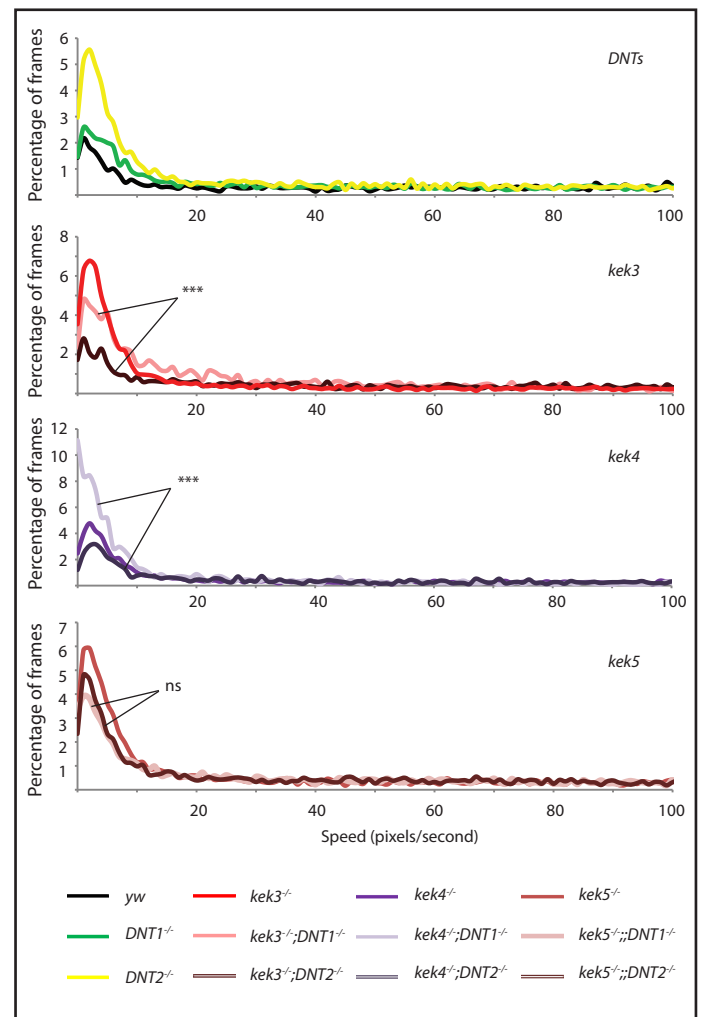 DNTs
Percentage of frames
6
5
4
3
2
1
20 40 60 80 100
kek3
Percentage of frames
8
6
4
2
***
20 40 60 80 100
kek4
Percentage of frames
12
10
8
6
4
2
***
20 40 60 80 100
kek5
Percentage of frames
7
6
5
4
3
2
1
ns
20 40 60 80 100
Speed (pixels/second)
yw kek3-/- kek4-/- kek5-/-
DNT1-/- kek3-/-;DNT1-/- kek4-/-;DNT1-/- kek5-/-;;DNT1-/-
DNT2-/- kek3-/-;DNT2-/- kek4-/-;DNT2-/- kek5-/-;;DNT2-/-